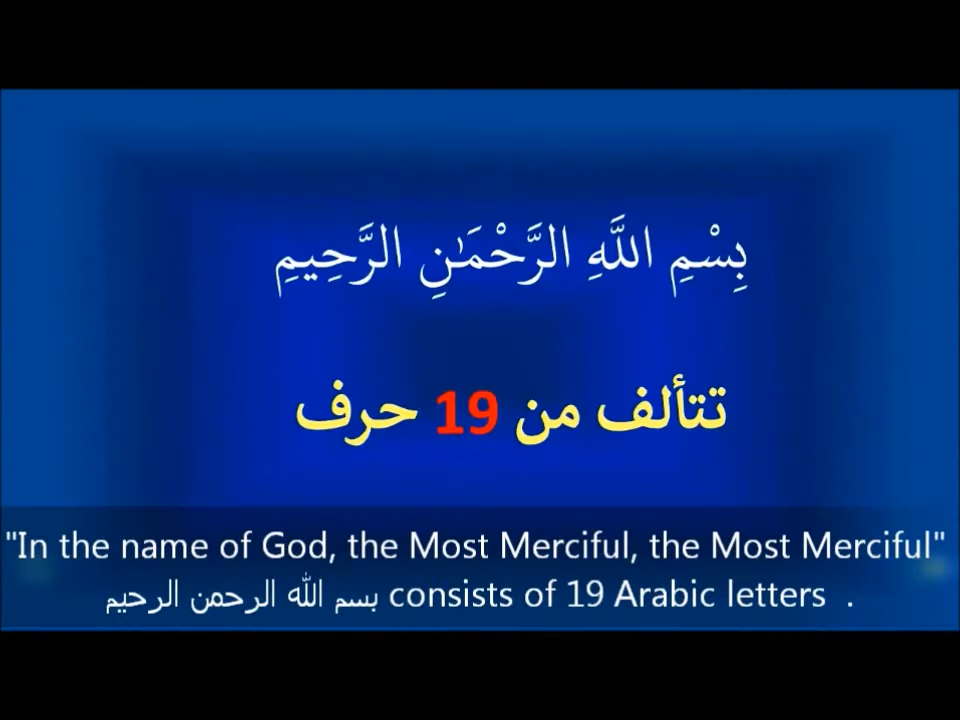 بِسْمِ اللَّهِ الرَّحْمَٰنِ الرَّحِيمِ
تتألف من 19 حرف
"In the name of God, the Most Merciful, the Most Merciful"
بسم الله الرحمن الرحيم consists of 19 Arabic letters .